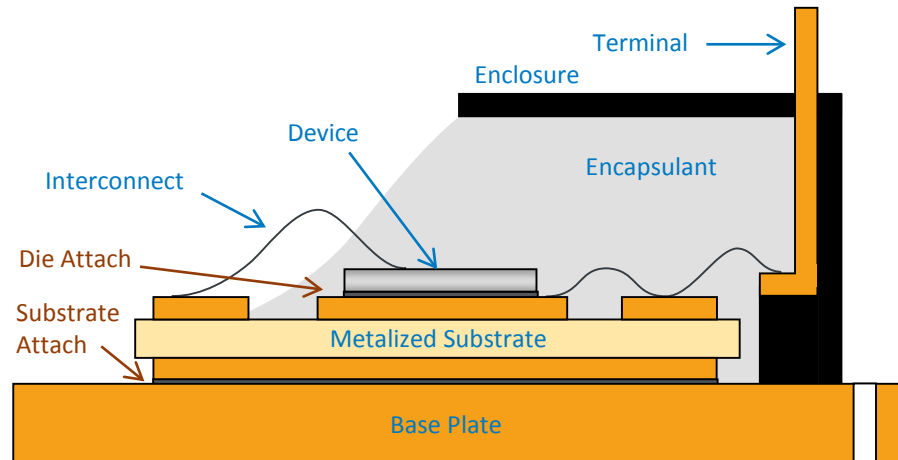 Terminal
Enclosure
Device
Encapsulant
Interconnect
Die Attach
Substrate
Attach
Metalized Substrate
Base Plate